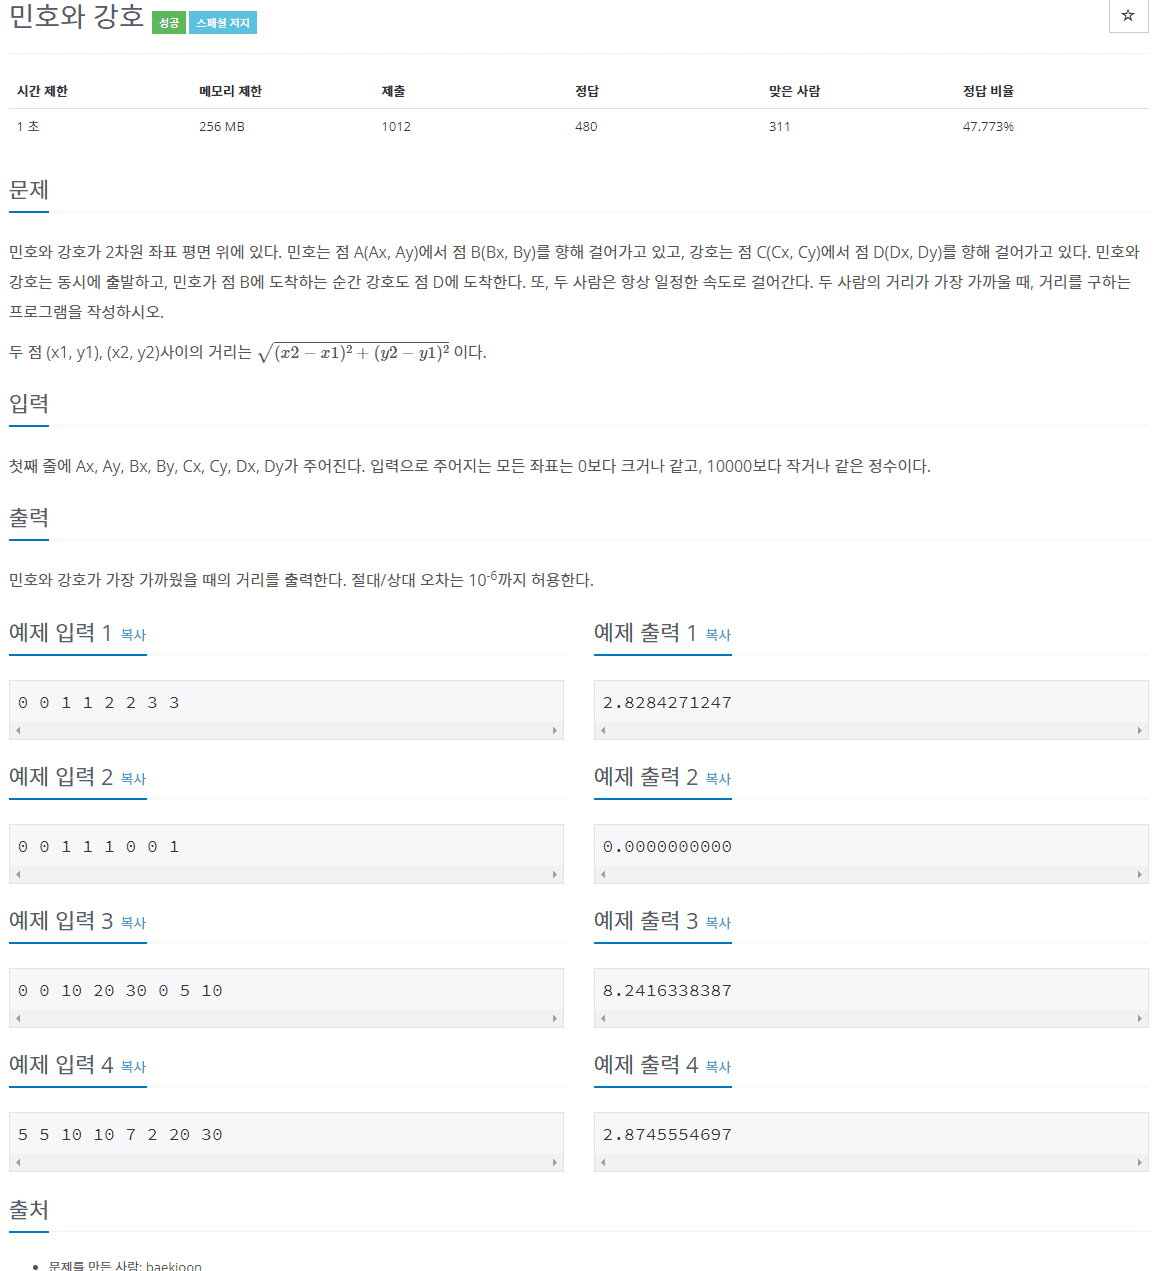 민호와 강호 성공 스페셜 저지
☆
시간 제한 메모리 제한 제출 정답 맞은 사람 정답 비율
1 초 256 MB 1012 480 311 47.773%
문제
민호와 강호가 2차원 좌표 평면 위에 있다. 민호는 점 A(Ax, Ay)에서 점 B(Bx, By)를 향해 걸어가고 있고, 강호는 점 C(Cx, Cy)에서 점 D(Dx, Dy)를 향해 걸어가고 있다. 민호와
강호는 동시에 출발하고, 민호가 점 B에 도착하는 순간 강호도 점 D에 도착한다. 또, 두 사람은 항상 일정한 속도로 걸어간다. 두 사람의 거리가 가장 가까울 때, 거리를 구하는
프로그램을 작성하시오.
두 점 (x1, y1), (x2, y2)사이의 거리는 √(x2 − x1)² + (y2 − y1)² 이다.
입력
첫째 줄에 Ax, Ay, Bx, By, Cx, Cy, Dx, Dy가 주어진다. 입력으로 주어지는 모든 좌표는 0보다 크거나 같고, 10000보다 작거나 같은 정수이다.
출력
민호와 강호가 가장 가까웠을 때의 거리를 출력한다. 절대/상대 오차는 10⁻⁶까지 허용한다.
예제 입력 1 복사
0 0 1 1 2 2 3 3
예제 출력 1 복사
2.8284271247
예제 입력 2 복사
0 0 1 1 1 0 0 1
예제 출력 2 복사
0.0000000000
예제 입력 3 복사
0 0 10 20 30 0 5 10
예제 출력 3 복사
8.2416338387
예제 입력 4 복사
5 5 10 10 7 2 20 30
예제 출력 4 복사
2.8745554697
출처
• 문제를 만든 사람: baekjoon